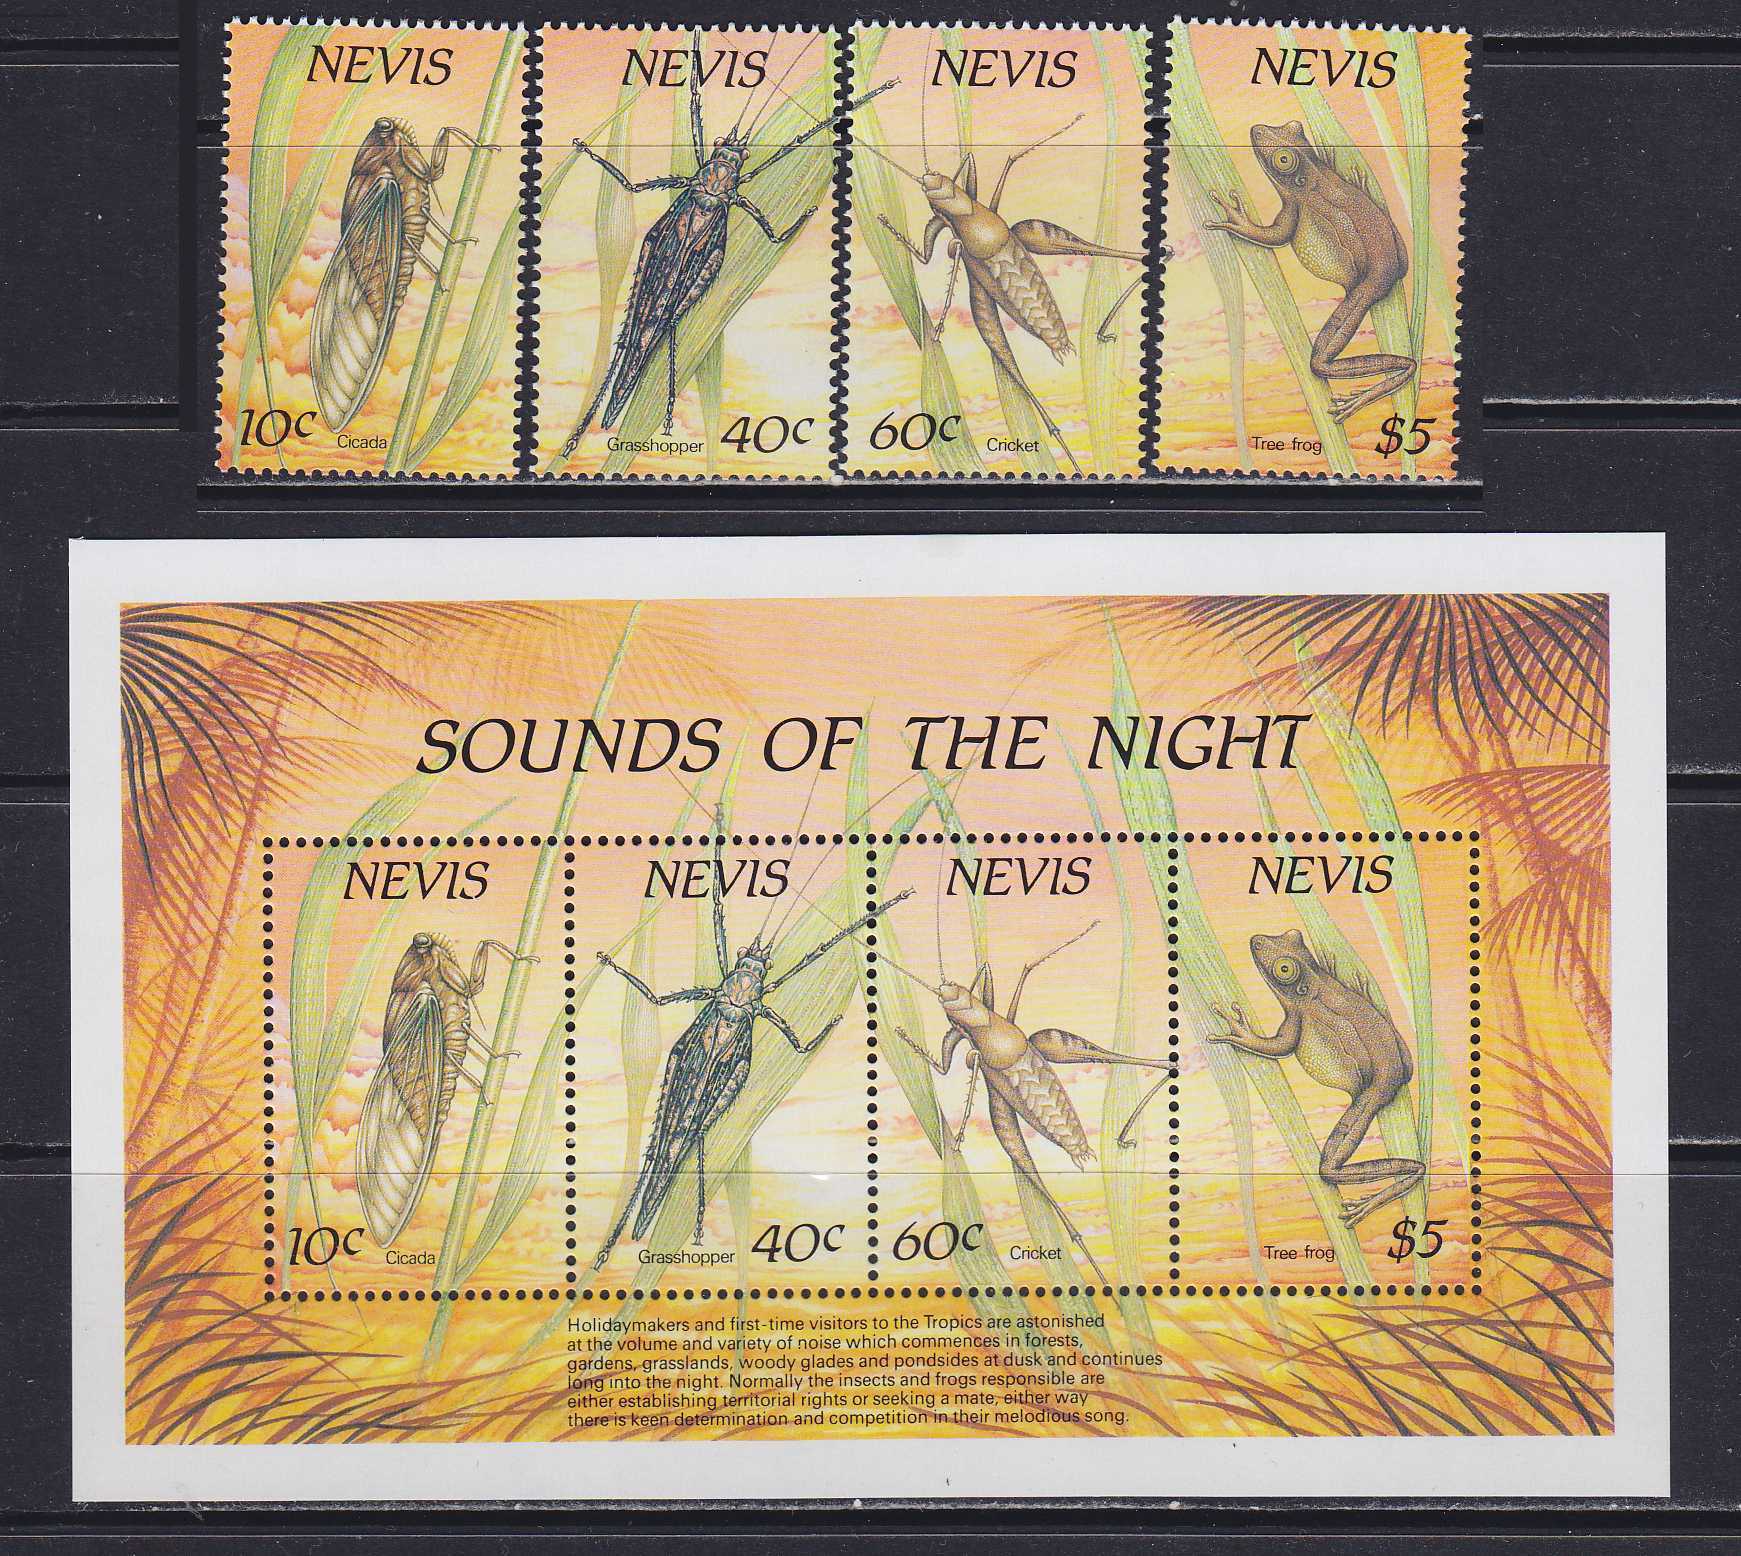 NEVIS
10c Cicada
NEVIS
Grasshopper 40c
NEVIS
60c Cricket
NEVIS
Tree frog $5
SOUNDS OF THE NIGHT
NEVIS
10c Cicada
NEVIS
Grasshopper 40c
NEVIS
60c Cricket
NEVIS
Tree frog $5
Holidaymakers and first-time visitors to the Tropics are astonished
at the volume and variety of noise which commences in forests,
gardens, grasslands, woody glades and pondsides at dusk and continues
long into the night. Normally the insects and frogs responsible are
either establishing territorial rights or seeking a mate, either way
there is keen determination and competition in their melodious song.